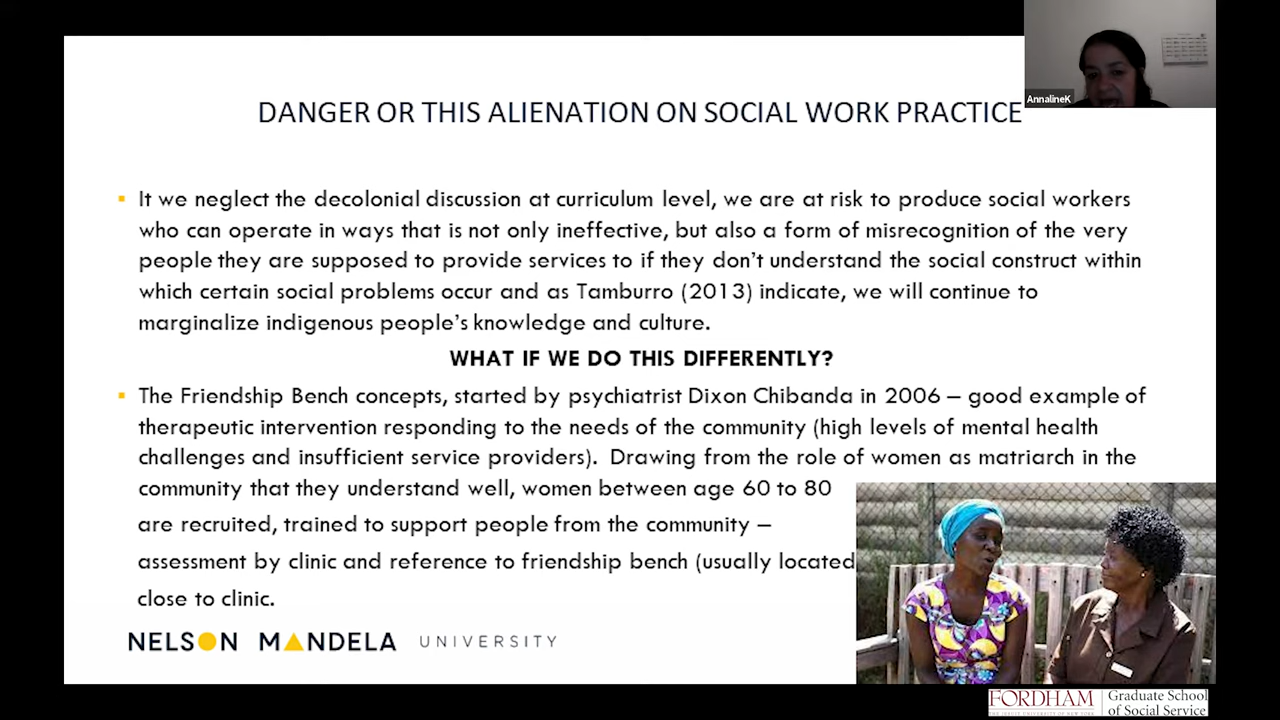 AnnalineK
DANGER OR THIS ALIENATION ON SOCIAL WORK PRACTICE
It we neglect the decolonial discussion at curriculum level, we are at risk to produce social workers
who can operate in ways that is not only ineffective, but also a form of misrecognition of the very
people they are supposed to provide services to if they don't understand the social construct within
which certain social problems occur and as Tamburro (2013) indicate, we will continue to
marginalize indigenous people's knowledge and culture.
WHAT IF WE DO THIS DIFFERENTLY?
The Friendship Bench concepts, started by psychiatrist Dixon Chibanda in 2006 – good example of
therapeutic intervention responding to the needs of the community (high levels of mental health
challenges and insufficient service providers).  Drawing from the role of women as matriarch in the
community that they understand well, women between age 60 to 80
are recruited, trained to support people from the community –
assessment by clinic and reference to friendship bench (usually located
close to clinic.
NELSON MANDELA UNIVERSITY
FORDHAM
Graduate School
of Social Service